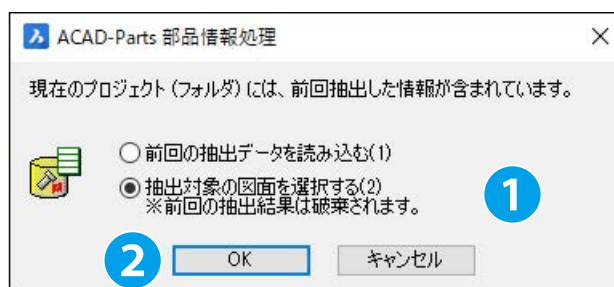 ACAD-Parts 部品情報処理
現在のプロジェクト(フォルダ)には、前回抽出した情報が含まれています。
前回の抽出データを読み込む(1)
抽出対象の図面を選択する(2)
※前回の抽出結果は破棄されます。
1
2
OK キャンセル